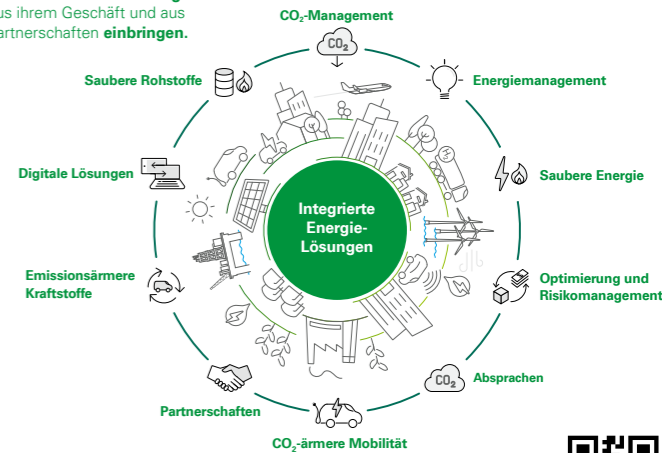 us ihrem Geschäft und aus
artnerschaften einbringen.
CO₂-Management
CO₂
Saubere Rohstoffe
Energiemanagement
Digitale Lösungen
Saubere Energie
Integrierte
Energie-
Lösungen
Emissionsärmere
Kraftstoffe
Optimierung und
Risikomanagement
CO₂
Absprachen
Partnerschaften
CO₂-ärmere Mobilität